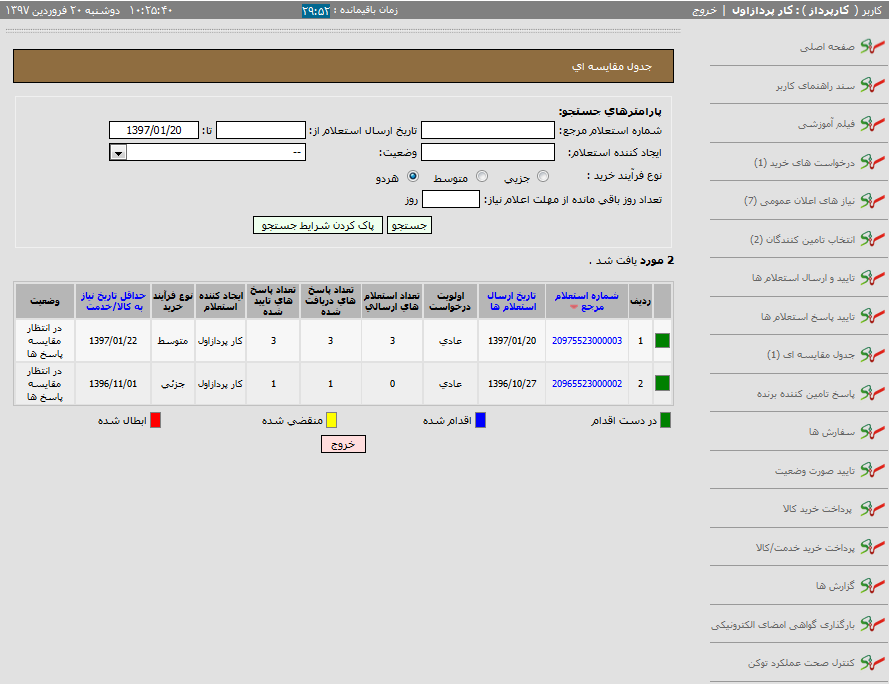 کاربر ( کارپرداز ) : کار پردازاول | خروج
زمان باقیمانده : ۲۹:۵۲
۱۰:۲۵:۴۰ دوشنبه ۲۰ فروردین ۱۳۹۷
صفحه اصلی
سند راهنمای کاربر
فیلم آموزشی
درخواست های خرید (1)
نیاز های اعلان عمومی (7)
انتخاب تامین کنندگان (2)
تایید و ارسال استعلام ها
تایید پاسخ استعلام ها
جدول مقایسه ای (1)
پاسخ تامین کننده برنده
سفارش ها
تایید صورت وضعیت
پرداخت خرید کالا
پرداخت خرید خدمت/کالا
گزارش ها
بارگذاری گواهی امضای الکترونیکی
کنترل صحت عملکرد توکن
جدول مقایسه ای
پارامترهای جستجو:
شماره استعلام مرجع: تاریخ ارسال استعلام از: تا: 1397/01/20
ایجاد کننده استعلام: وضعیت: --
نوع فرآیند خرید : جزیی متوسط هردو
تعداد روز باقی مانده از مهلت اعلام نیاز: روز
جستجو پاک کردن شرایط جستجو
2 مورد یافت شد .
ردیف شماره استعلام مرجع تاریخ ارسال استعلام ها اولویت درخواست تعداد استعلام های ارسالی تعداد پاسخ های دریافت شده تعداد پاسخ های تایید شده ایجاد کننده استعلام نوع فرآیند خرید حداقل تاریخ نیاز به کالا/خدمت وضعیت
1 20975523000003 1397/01/20 عادی 3 3 3 کار پردازاول متوسط 1397/01/22 در انتظار مقایسه پاسخ ها
2 20965523000002 1396/10/27 عادی 0 1 1 کار پردازاول جزئی 1396/11/01 در انتظار مقایسه پاسخ ها
در دست اقدام اقدام شده منقضی شده ابطال شده
خروج